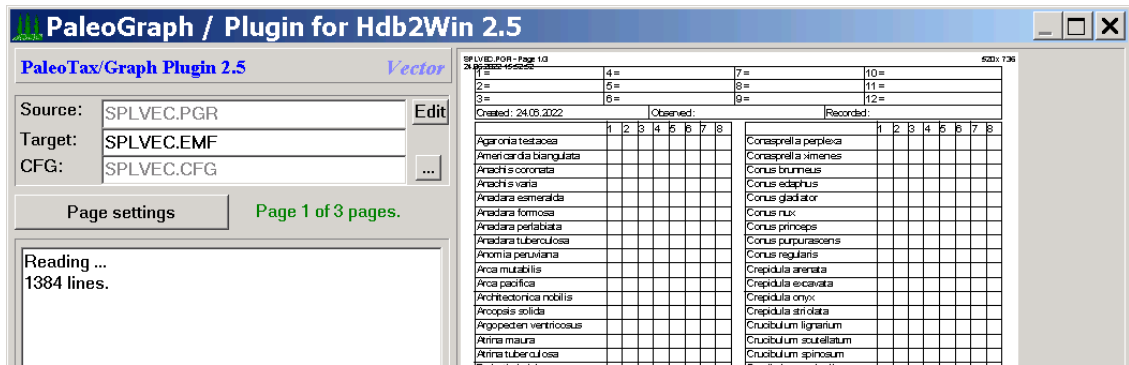 PaleoGraph / Plugin for Hdb2Win 2.5
PaleoTax/Graph Plugin 2.5 Vector
Source: SPLVEC.PGR Edit
Target: SPLVEC.EMF
CFG: SPLVEC.CFG ...
Page settings Page 1 of 3 pages.
Reading ...
1384 lines.
SPLVEC.PGR - Page 1/3 520x 736
24.06.2022 15:52:52
1 = 4 = 7 = 10 =
2 = 5 = 8 = 11 =
3 = 6 = 9 = 12 =
Created: 24.06.2022 Observed: Recorded:
1 2 3 4 5 6 7 8 1 2 3 4 5 6 7 8
Agaronia testacea Conasprella perplexa
Americardia biangulata Conasprella ximenes
Anachis coronata Conus brunneus
Anachis varia Conus edaphus
Anadara esmeralda Conus gladiator
Anadara formosa Conus nux
Anadara perlabiata Conus princeps
Anadara tuberculosa Conus purpurascens
Anomia peruviana Conus regularis
Arca mutabilis Crepidula arenata
Arca pacifica Crepidula excavata
Architectonica nobilis Crepidula onyx
Arcopsis solida Crepidula striolata
Argopecten ventricosus Crucibulum lignarium
Atrina maura Crucibulum scutellatum
Atrina tuberculosa Crucibulum spinosum